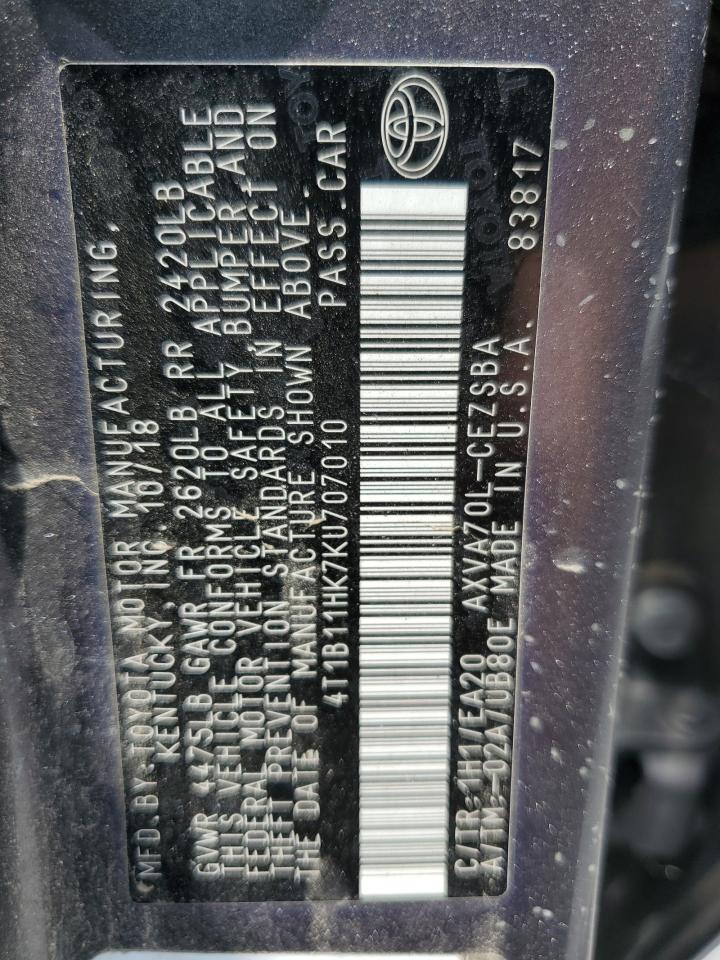 MFD.BY:TOYOTA MOTOR MANUFACTURING,
KENTUCKY, INC. 10/18
GVWR 4475LB GAWR FR 2620LB RR 2420LB
THIS VEHICLE CONFORMS TO ALL APPLICABLE
FEDERAL MOTOR VEHICLE SAFETY, BUMPER AND
THEFT PREVENTION STANDARDS IN EFFECT ON
THE DATE OF MANUFACTURE SHOWN ABOVE.
4T1B11HK7KU707010 PASS.CAR
C/TR: 1H1/EA20 AXVA70L-CEZSBA
A/TM: -02A/UB80E MADE IN U.S.A. 83817
TOYOTA